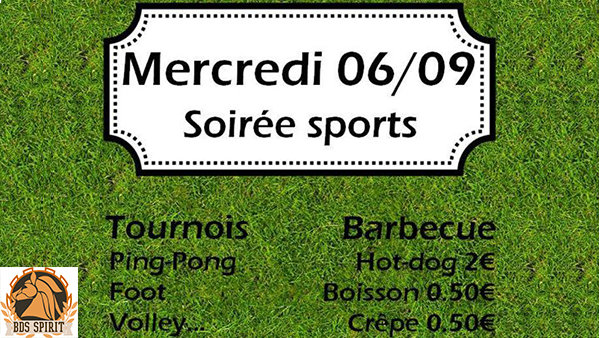 Mercredi 06/09
Soirée sports
Tournois
Ping-Pong
Foot
Volley...
Barbecue
Hot-dog 2€
Boisson 0.50€
Crêpe 0.50€
BDS SPIRIT